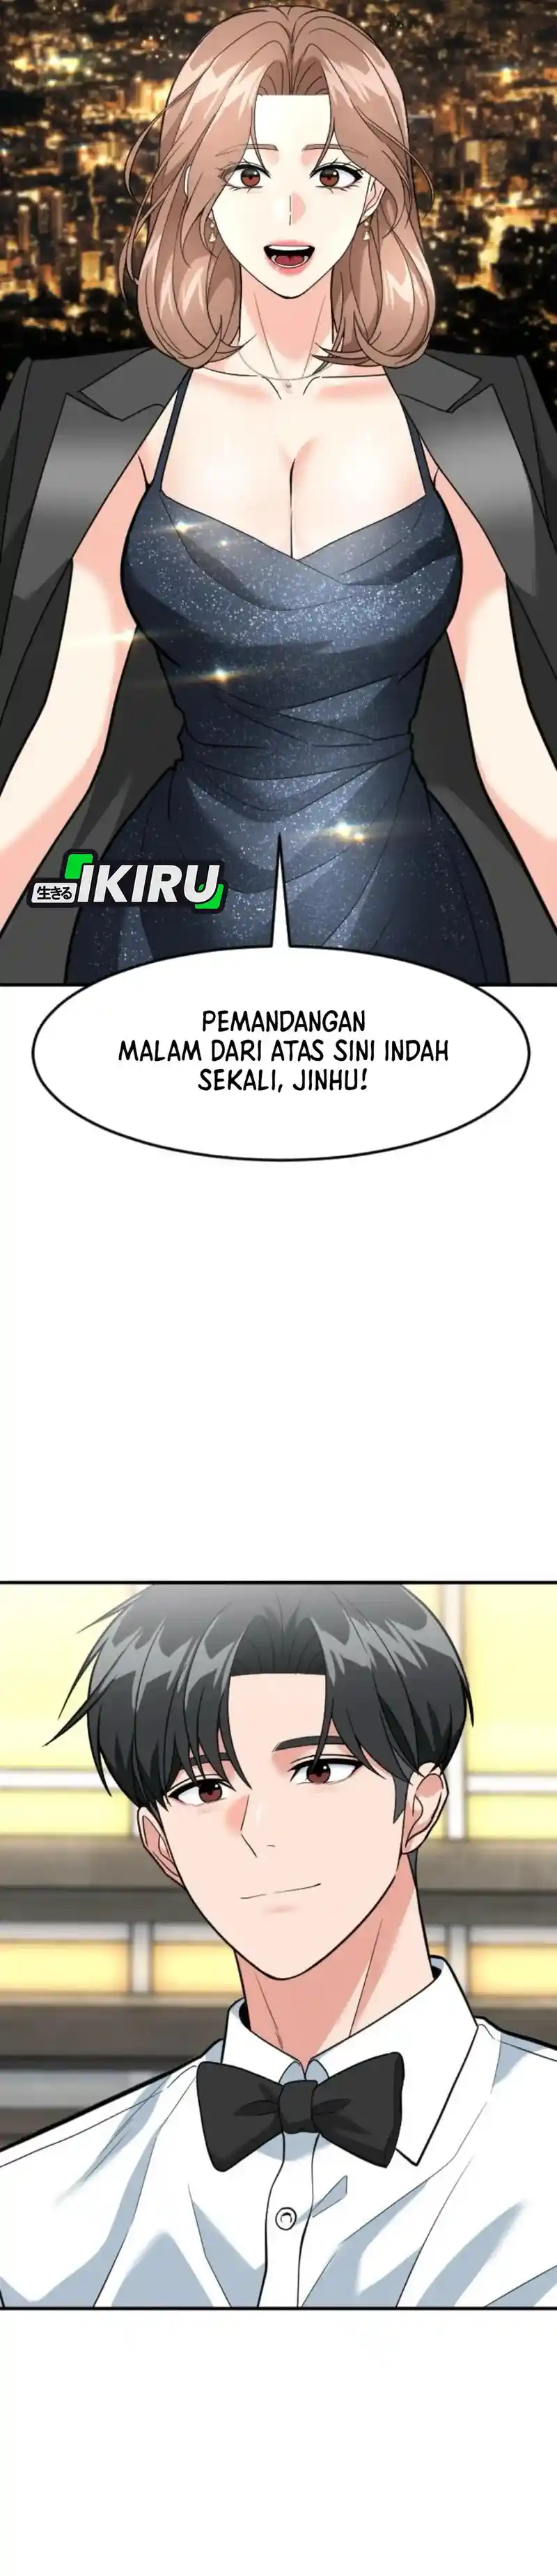 生きる IKIRU
PEMANDANGAN
MALAM DARI ATAS SINI INDAH
SEKALI, JINHU!